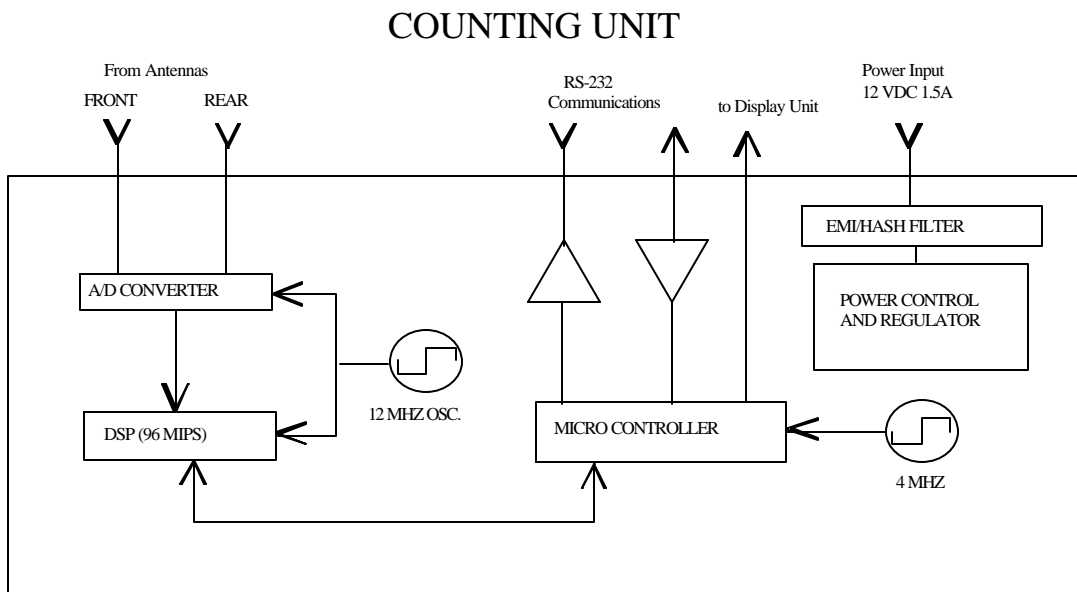 COUNTING UNIT
From Antennas
FRONT
REAR
RS-232
Communications
to Display Unit
Power Input
12 VDC 1.5A
EMI/HASH FILTER
A/D CONVERTER
POWER CONTROL
AND REGULATOR
12 MHZ OSC.
DSP (96 MIPS)
MICRO CONTROLLER
4 MHZ